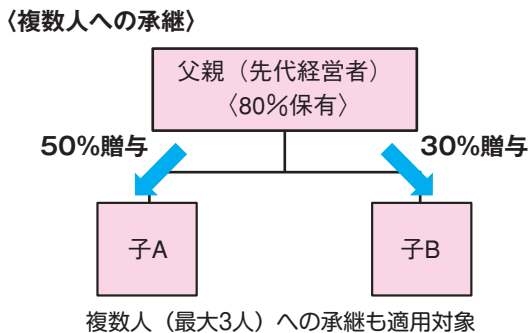 〈複数人への承継〉
父親（先代経営者）
〈80％保有〉
50％贈与
30％贈与
子A
子B
複数人（最大3人）への承継も適用対象